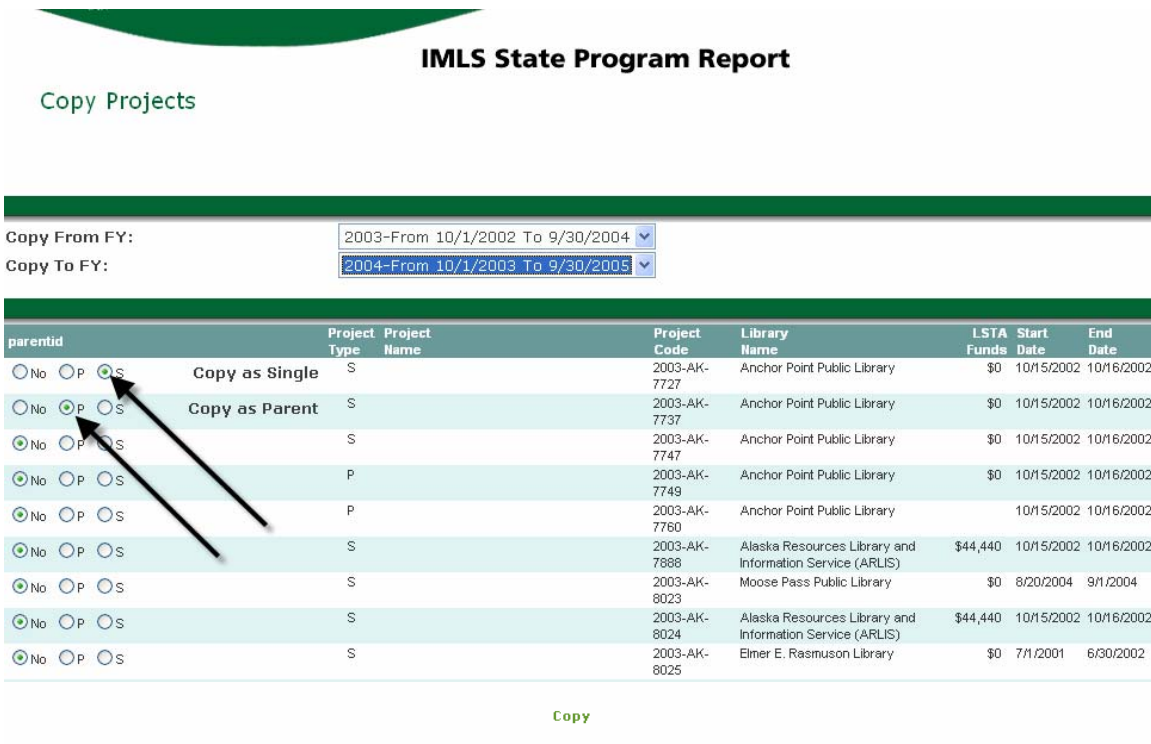 IMLS State Program Report
Copy Projects
Copy From FY: 2003-From 10/1/2002 To 9/30/2004
Copy To FY: 2004-From 10/1/2003 To 9/30/2005
parentid Project Project Project Library LSTA Start End
Type Name Code Name Funds Date Date
No P S Copy as Single S 2003-AK- Anchor Point Public Library $0 10/15/2002 10/16/2002
7727
No P S Copy as Parent S 2003-AK- Anchor Point Public Library $0 10/15/2002 10/16/2002
7737
No P S S 2003-AK- Anchor Point Public Library $0 10/15/2002 10/16/2002
7747
No P S P 2003-AK- Anchor Point Public Library $0 10/15/2002 10/16/2002
7749
No P S P 2003-AK- Anchor Point Public Library 10/15/2002 10/16/2002
7760
No P S S 2003-AK- Alaska Resources Library and $44,440 10/15/2002 10/16/2002
7888 Information Service (ARLIS)
No P S S 2003-AK- Moose Pass Public Library $0 8/20/2004 9/1/2004
8023
No P S S 2003-AK- Alaska Resources Library and $44,440 10/15/2002 10/16/2002
8024 Information Service (ARLIS)
No P S S 2003-AK- Elmer E. Rasmuson Library $0 7/1/2001 6/30/2002
8025
Copy